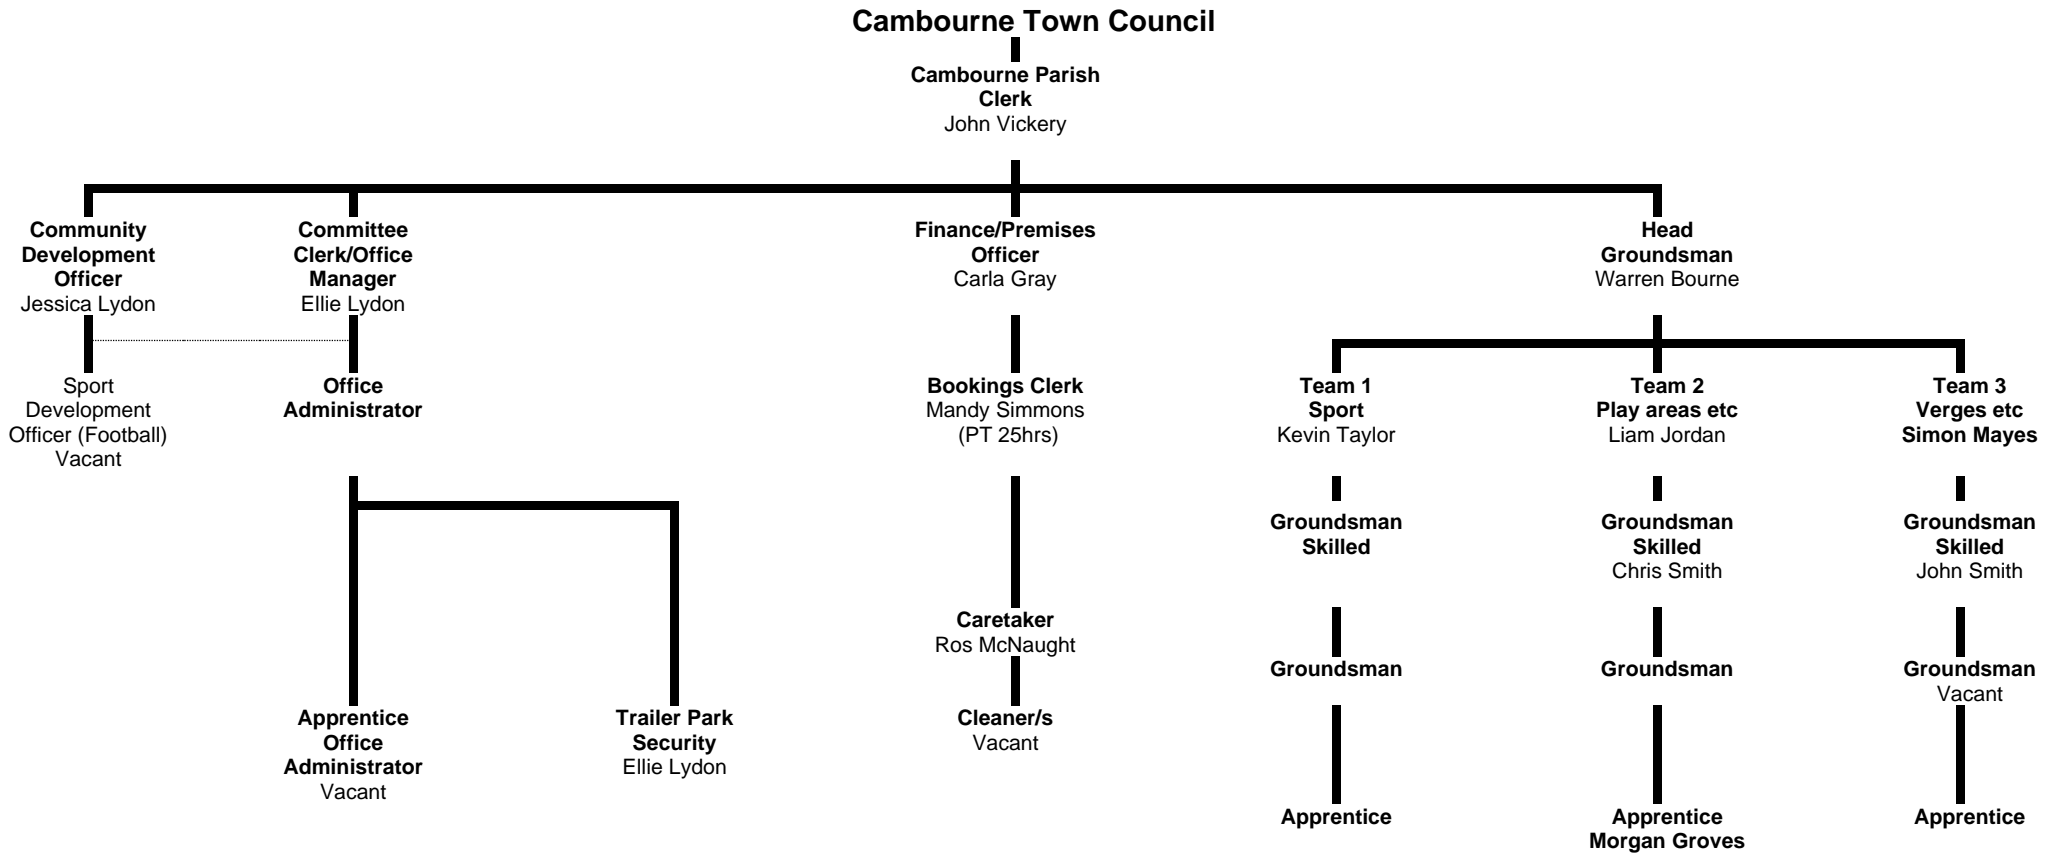 Cambourne Town Council
Cambourne Parish
Clerk
John Vickery
Community
Development
Officer
Jessica Lydon
Committee
Clerk/Office
Manager
Ellie Lydon
Finance/Premises
Officer
Carla Gray
Head
Groundsman
Warren Bourne
Sport
Development
Officer (Football)
Vacant
Office
Administrator
Bookings Clerk
Mandy Simmons
(PT 25hrs)
Team 1
Sport
Kevin Taylor
Team 2
Play areas etc
Liam Jordan
Team 3
Verges etc
Simon Mayes
Groundsman
Skilled
Groundsman
Skilled
Chris Smith
Groundsman
Skilled
John Smith
Caretaker
Ros McNaught
Groundsman
Groundsman
Groundsman
Vacant
Apprentice
Office
Administrator
Vacant
Trailer Park
Security
Ellie Lydon
Cleaner/s
Vacant
Apprentice
Apprentice
Morgan Groves
Apprentice